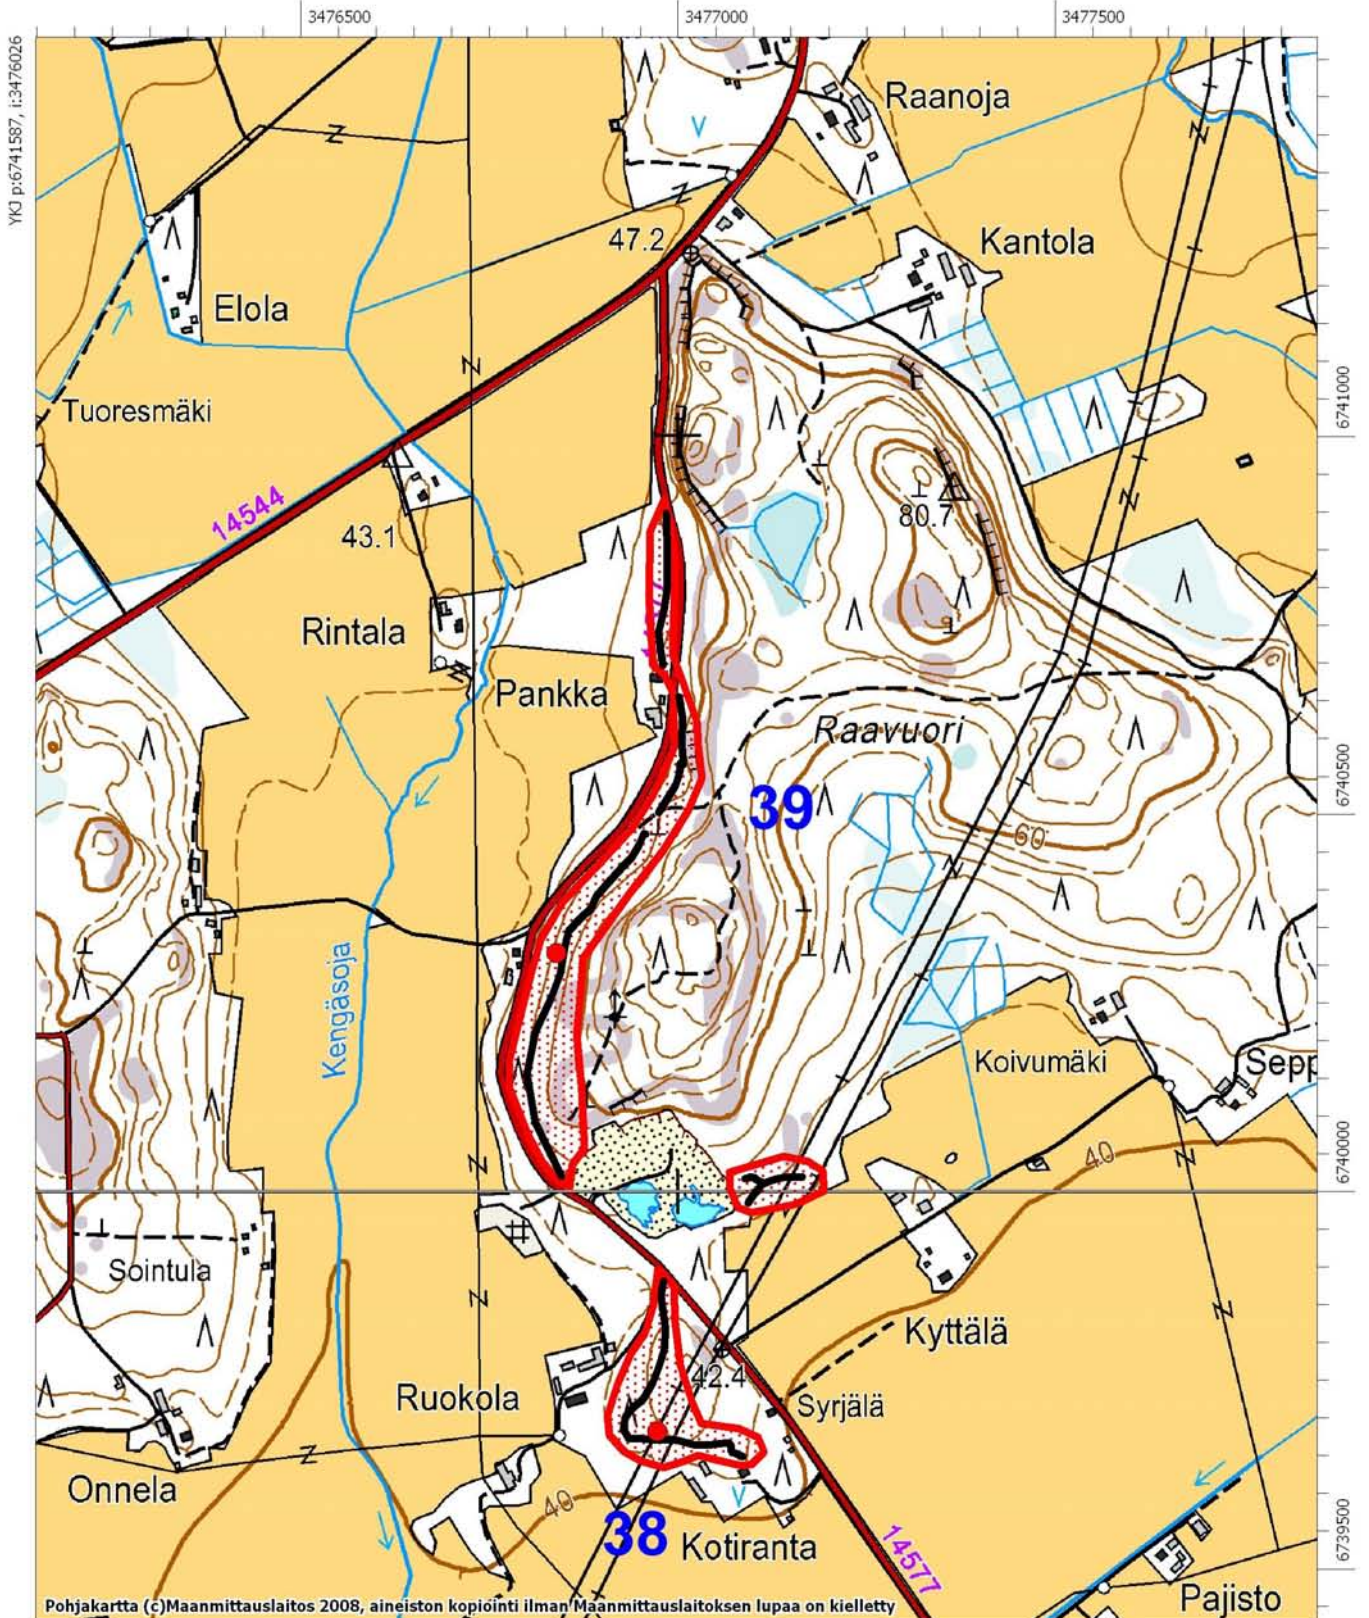 3476500
3477000
3477500
YKJ p:6741587, i:3476026
Raanoja
47.2
Kantola
Elola
Tuoresmäki
6741000
14544
43.1
80.7
Rintala
Pankka
Raavuori
6740500
39
60
Kengäsoja
Koivumäki
Sepp
40
6740000
Sointula
Kyttälä
42.4
Ruokola
Syrjälä
Onnela
40
38
Kotiranta
14577
6739500
Pajisto
Pohjakartta (c)Maanmittauslaitos 2008, aineiston kopiointi ilman Maanmittauslaitoksen lupaa on kielletty